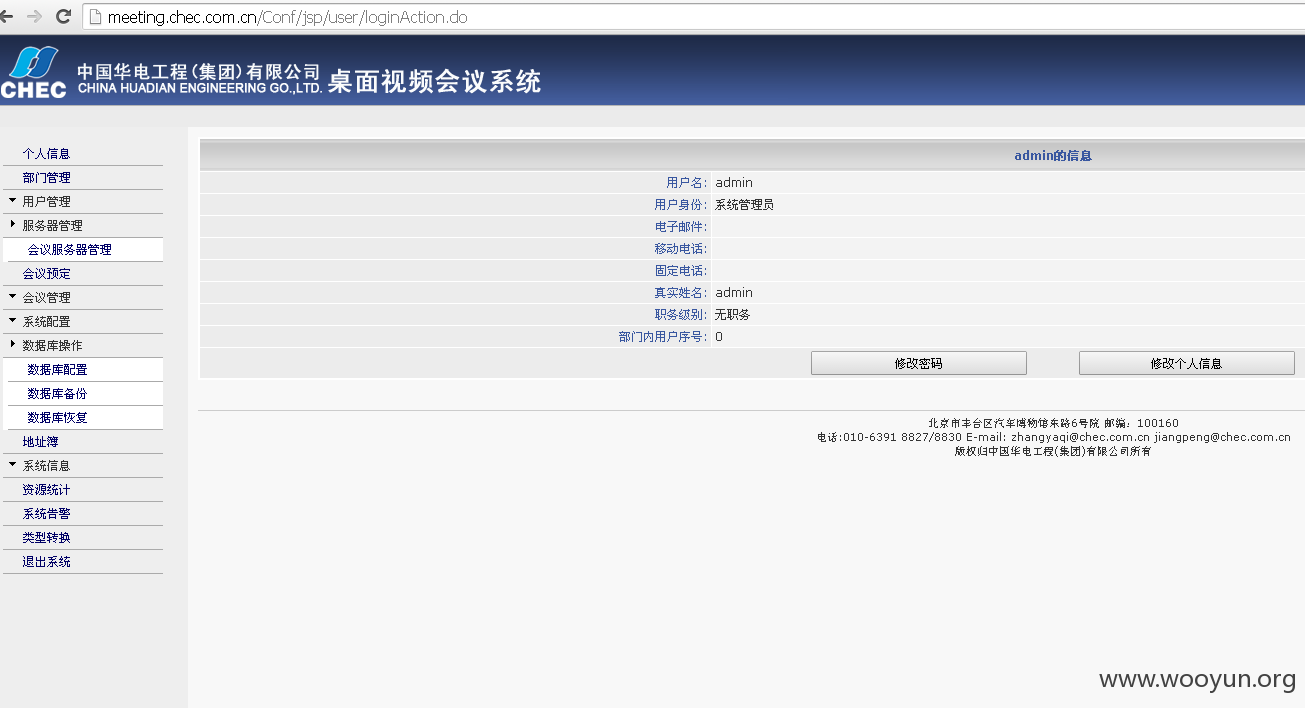 meeting.chec.com.cn/Conf/jsp/user/loginAction.do
CHEC
中国华电工程(集团)有限公司
CHINA HUADIAN ENGINEERING GO.,LTD.
桌面视频会议系统
个人信息
部门管理
用户管理
服务器管理
会议服务器管理
会议预定
会议管理
系统配置
数据库操作
数据库配置
数据库备份
数据库恢复
地址簿
系统信息
资源统计
系统告警
类型转换
退出系统
admin的信息
用户名: admin
用户身份: 系统管理员
电子邮件:
移动电话:
固定电话:
真实姓名: admin
职务级别: 无职务
部门内用户序号: 0
修改密码 修改个人信息
北京市丰台区汽车博物馆东路6号院 邮编：100160
电话:010-6391 8827/8830 E-mail: zhangyaqi@chec.com.cn jiangpeng@chec.com.cn
版权归中国华电工程(集团)有限公司所有
www.wooyun.org